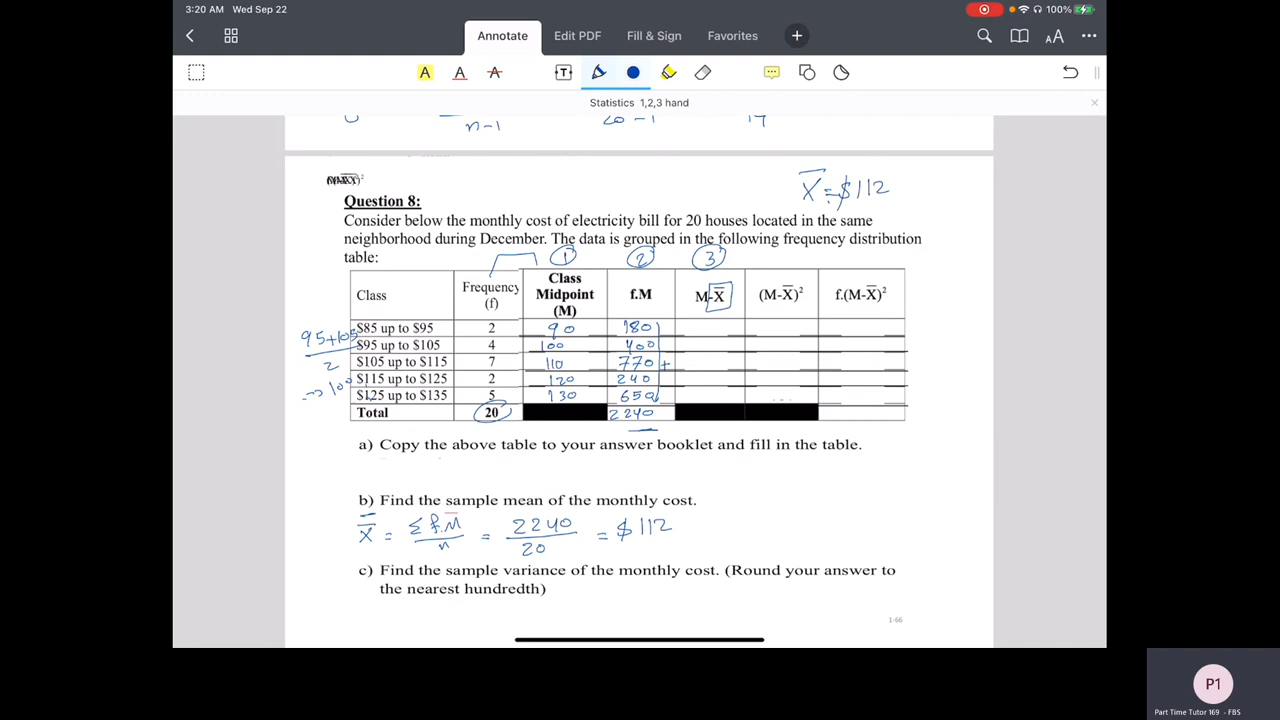 3:20 AM Wed Sep 22
100%
Annotate Edit PDF Fill & Sign Favorites
Statistics 1,2,3 hand
n-1 20-1 19
X̄ = $112
Question 8:
Consider below the monthly cost of electricity bill for 20 houses located in the same
neighborhood during December. The data is grouped in the following frequency distribution
table:
1 2 3
Class Frequency (f) Class Midpoint (M) f.M M-X̄ (M-X̄)² f.(M-X̄)²
$85 up to $95 2 90 180
$95 up to $105 4 100 400
$105 up to $115 7 110 770 +
$115 up to $125 2 120 240
$125 up to $135 5 130 650
Total 20 2240
95+105
2
→ 100
a) Copy the above table to your answer booklet and fill in the table.
b) Find the sample mean of the monthly cost.
X̄ = Σ f.M / n = 2240 / 20 = $112
c) Find the sample variance of the monthly cost. (Round your answer to
the nearest hundredth)
1-66
P1
Part Time Tutor 169 - FBS